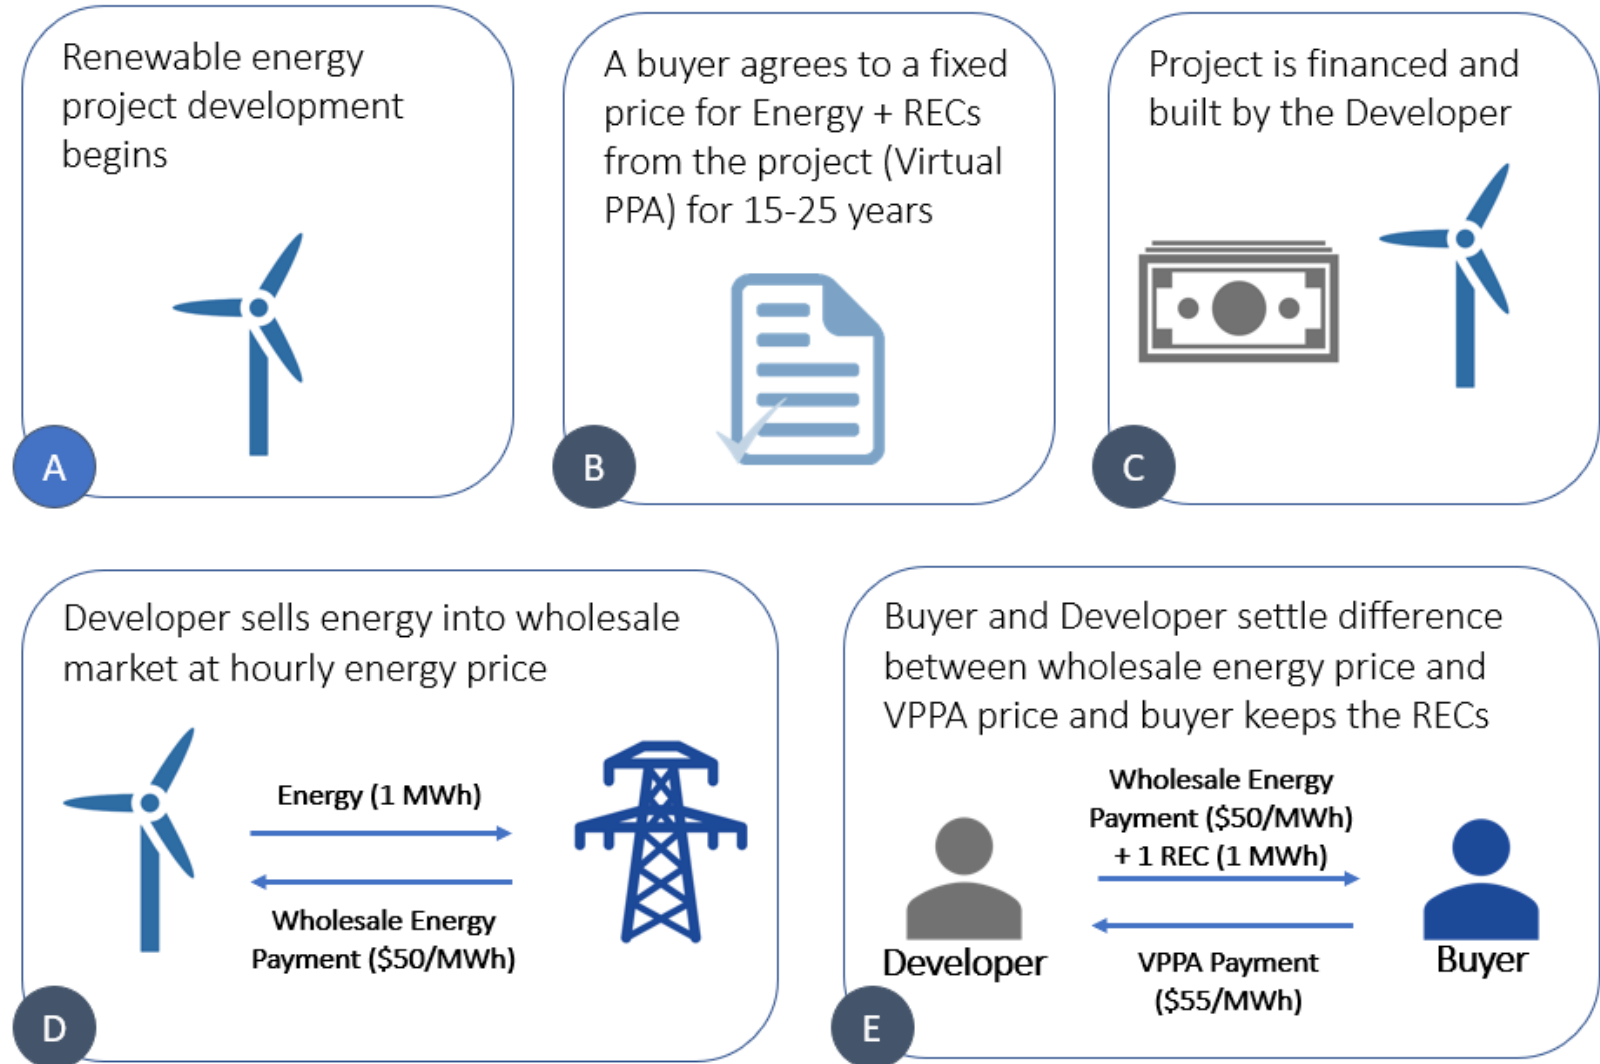 Renewable energy
project development
begins
A
A buyer agrees to a fixed
price for Energy + RECs
from the project (Virtual
PPA) for 15-25 years
B
Project is financed and
built by the Developer
C
Developer sells energy into wholesale
market at hourly energy price
Energy (1 MWh)
Wholesale Energy
Payment ($50/MWh)
D
Buyer and Developer settle difference
between wholesale energy price and
VPPA price and buyer keeps the RECs
Wholesale Energy
Payment ($50/MWh)
+ 1 REC (1 MWh)
Developer
Buyer
VPPA Payment
($55/MWh)
E